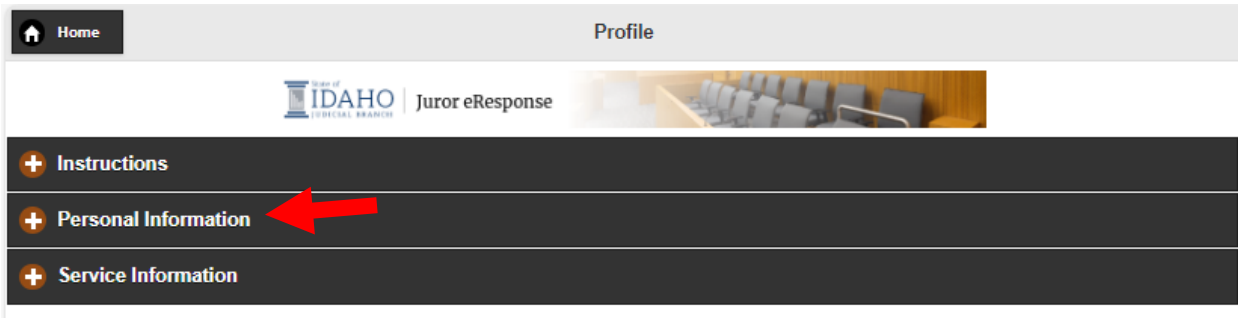 Home
Profile
State of
IDAHO
JUDICIAL BRANCH
Juror eResponse
Instructions
Personal Information
Service Information